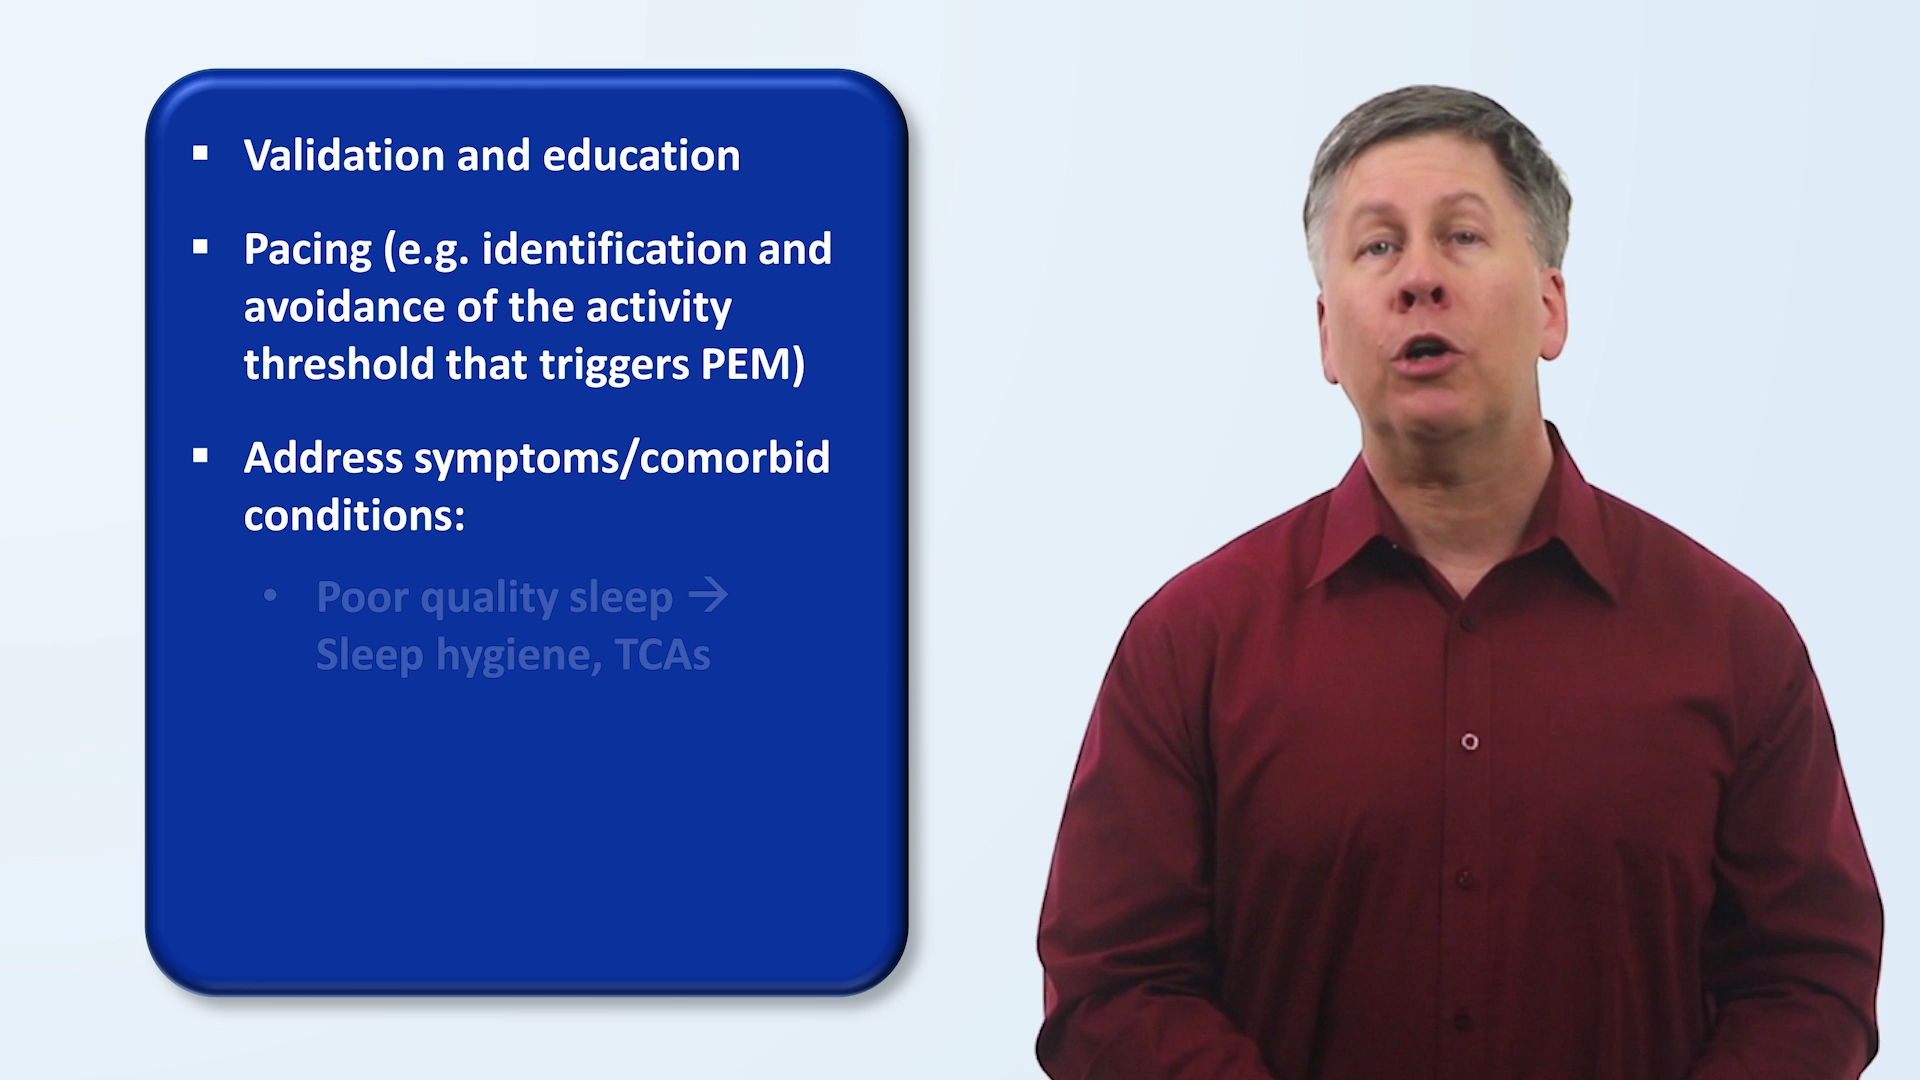 ▪ Validation and education
▪ Pacing (e.g. identification and
avoidance of the activity
threshold that triggers PEM)
▪ Address symptoms/comorbid
conditions:
• Poor quality sleep →
Sleep hygiene, TCAs